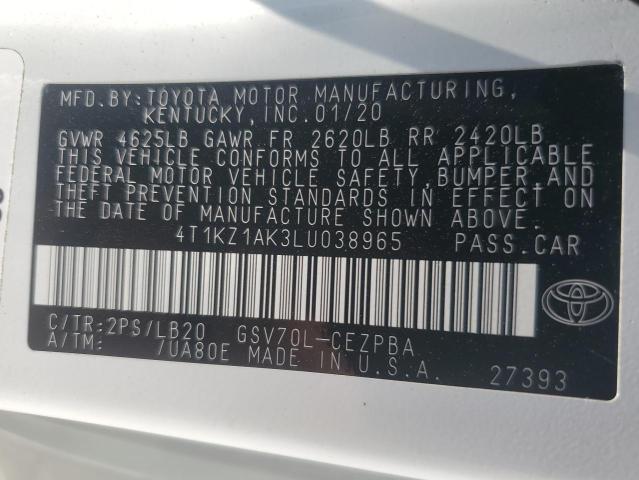 MFD. BY: TOYOTA MOTOR MANUFACTURING,
KENTUCKY, INC. 01/20
GVWR 4625LB GAWR FR 2620LB RR 2420LB
THIS VEHICLE CONFORMS TO ALL APPLICABLE
FEDERAL MOTOR VEHICLE SAFETY, BUMPER, AND
THEFT PREVENTION STANDARDS IN EFFECT ON
THE DATE OF MANUFACTURE SHOWN ABOVE.
4T1KZ1AK3LU038965 PASS. CAR
C/TR: 2PS/LB20 GSV70L-CEZPBA
A/TM: /UA80E MADE IN U.S.A.
27393